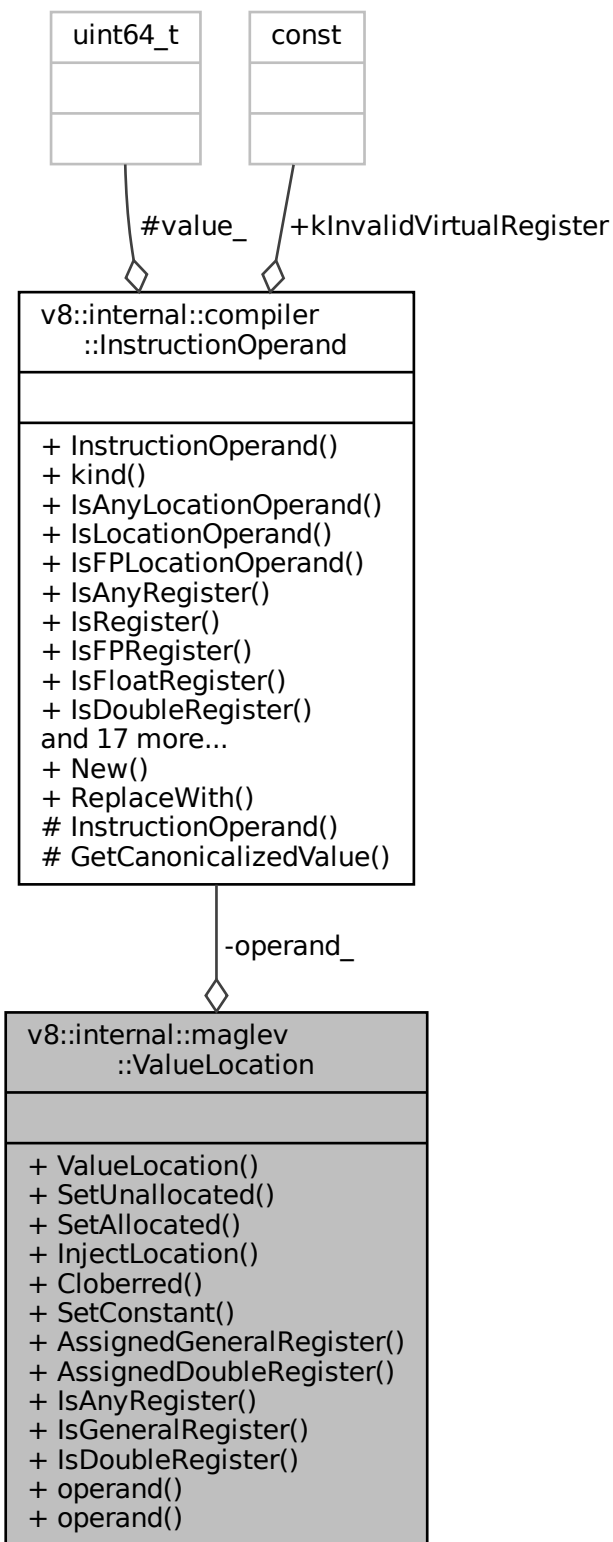 uint64_t
const
#value_
+kInvalidVirtualRegister
v8::internal::compiler
::InstructionOperand
+ InstructionOperand()
+ kind()
+ IsAnyLocationOperand()
+ IsLocationOperand()
+ IsFPLocationOperand()
+ IsAnyRegister()
+ IsRegister()
+ IsFPRegister()
+ IsFloatRegister()
+ IsDoubleRegister()
and 17 more...
+ New()
+ ReplaceWith()
# InstructionOperand()
# GetCanonicalizedValue()
-operand_
v8::internal::maglev
::ValueLocation
+ ValueLocation()
+ SetUnallocated()
+ SetAllocated()
+ InjectLocation()
+ Cloberred()
+ SetConstant()
+ AssignedGeneralRegister()
+ AssignedDoubleRegister()
+ IsAnyRegister()
+ IsGeneralRegister()
+ IsDoubleRegister()
+ operand()
+ operand()